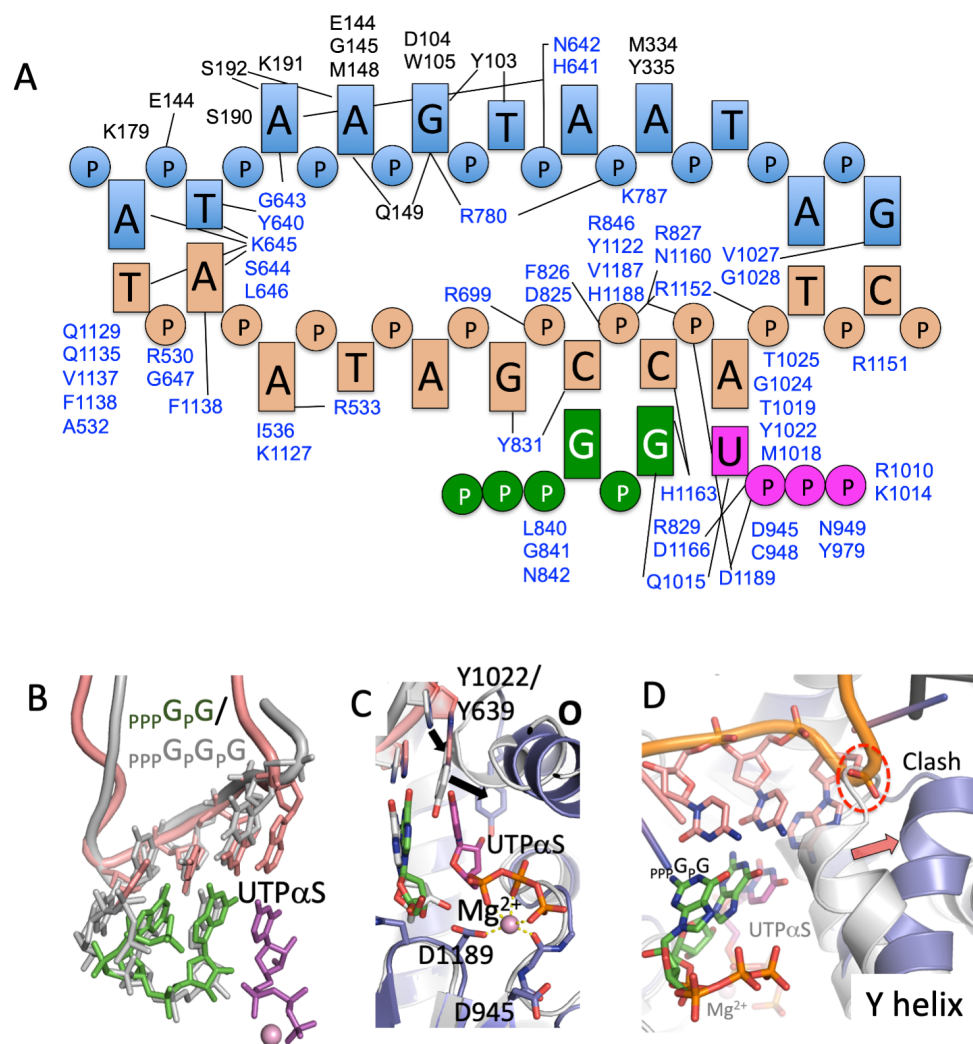 A
S192
K191
E144
G145
M148
D104
W105
Y103
N642
H641
M334
Y335
E144
S190
K179
A A G T A A T
P P P P P P P P P P P
A T
G643
Y640
K645
S644
L646
Q149
R780
K787
A G
T A
R846
Y1122
V1187
H1188
R827
N1160
V1027
G1028
F826
D825
R1152
R699
T C
P P P P P P P P P P
Q1129
Q1135
V1137
F1138
A532
R530
G647
F1138
A T A G C C A
R533
I536
K1127
Y831
T1025
G1024
T1019
Y1022
M1018
R1151
G G U
P P P P
P P P
H1163
R1010
K1014
L840
G841
N842
R829
D1166
Q1015
D945
C948
N949
Y979
D1189
B
PPPGPG/
PPPGPGPG
UTPαS
C
Y1022/
Y639
O
UTPαS
Mg2+
D1189
D945
D
Clash
PPPGPG
UTPαS
Mg2+
Y helix